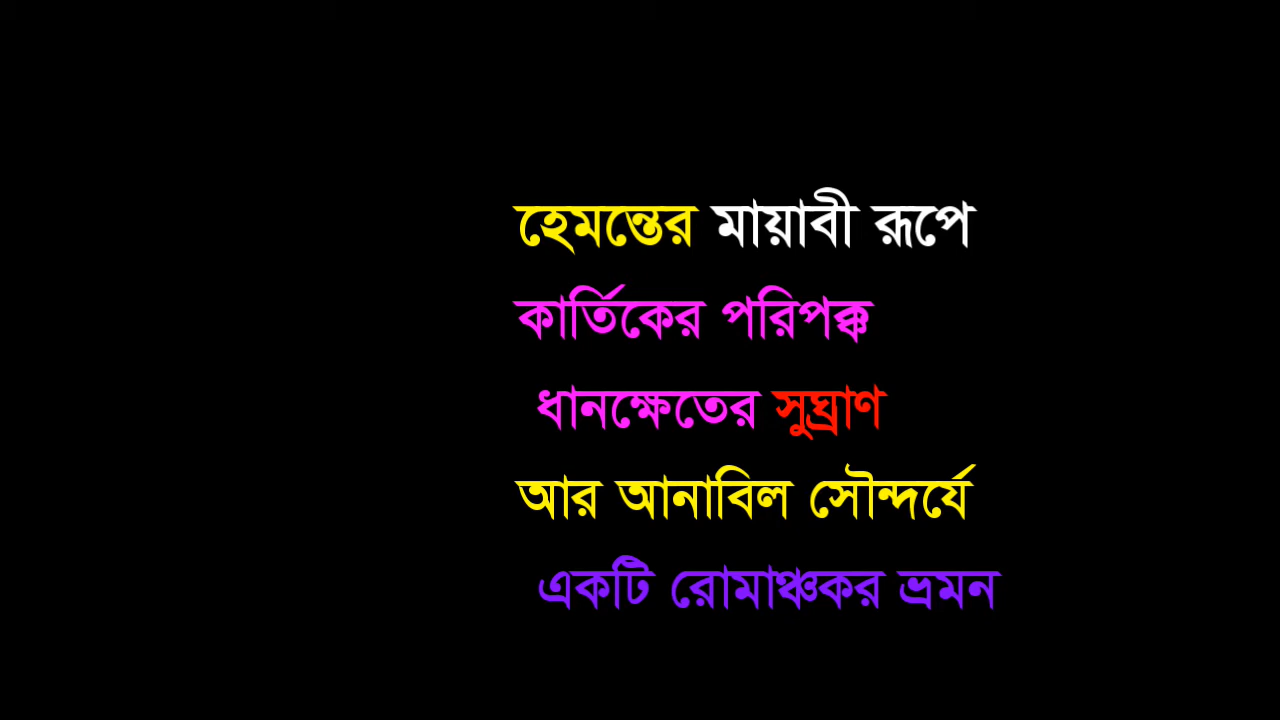 হেমন্তের মায়াবী রূপে
কার্তিকের পরিপক্ক
ধানক্ষেতের সুঘ্রাণ
আর আনাবিল সৌন্দর্যে
একটি রোমাঞ্চকর ভ্রমন